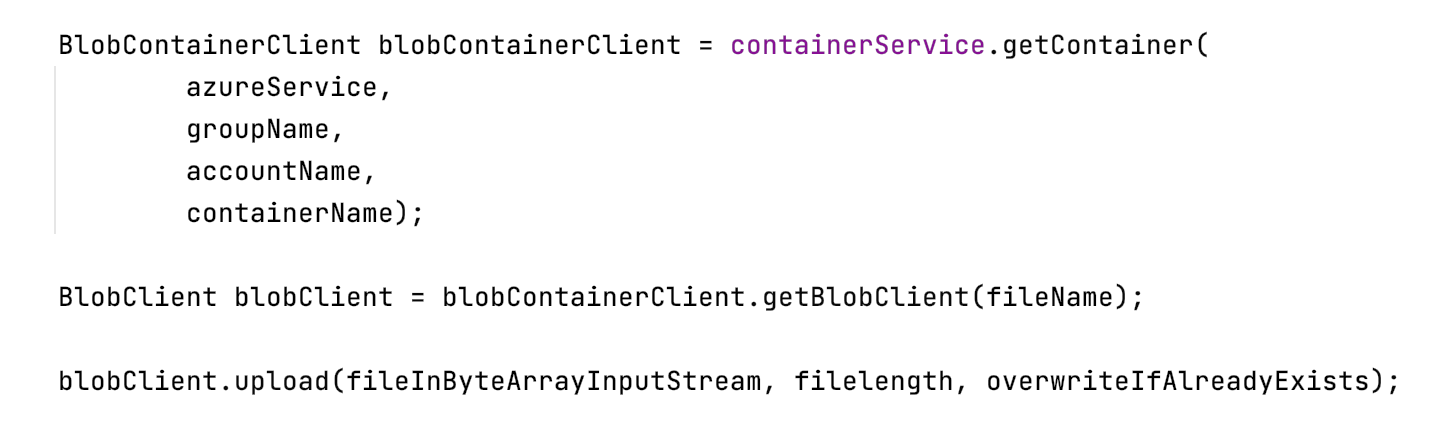 BlobContainerClient blobContainerClient = containerService.getContainer(
        azureService,
        groupName,
        accountName,
        containerName);

BlobClient blobClient = blobContainerClient.getBlobClient(fileName);

blobClient.upload(fileInByteArrayInputStream, filelength, overwriteIfAlreadyExists);